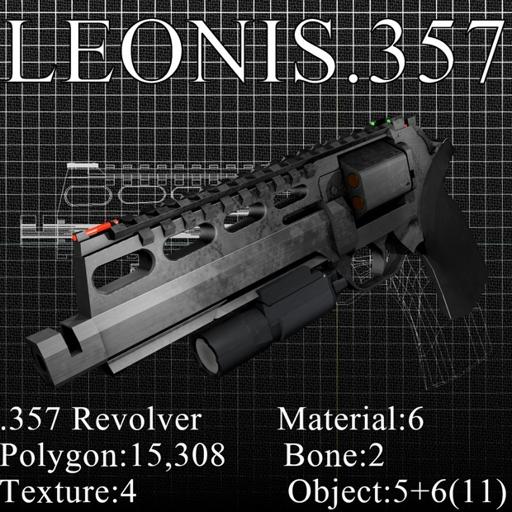 LEONIS.357
.357 Revolver Material:6
Polygon:15,308 Bone:2
Texture:4 Object:5+6(11)